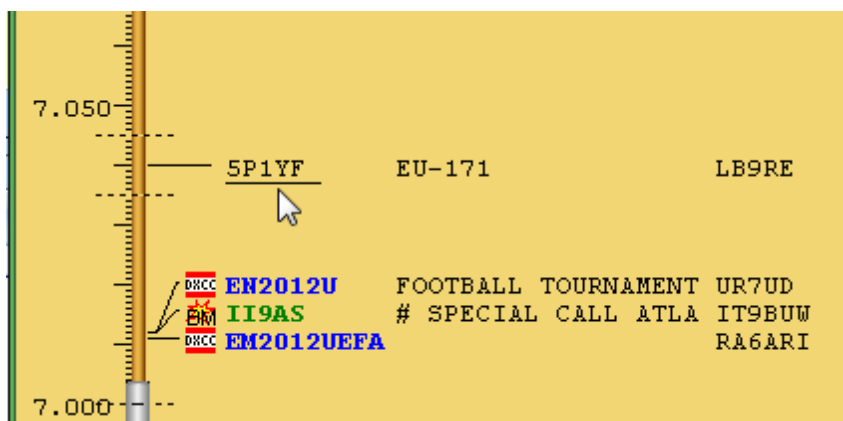 7.050
5P1YF EU-171 LB9RE
DXCC EN2012U FOOTBALL TOURNAMENT UR7UD
BM II9AS # SPECIAL CALL ATLA IT9BUW
DXCC EM2012UEFA RA6ARI
7.000